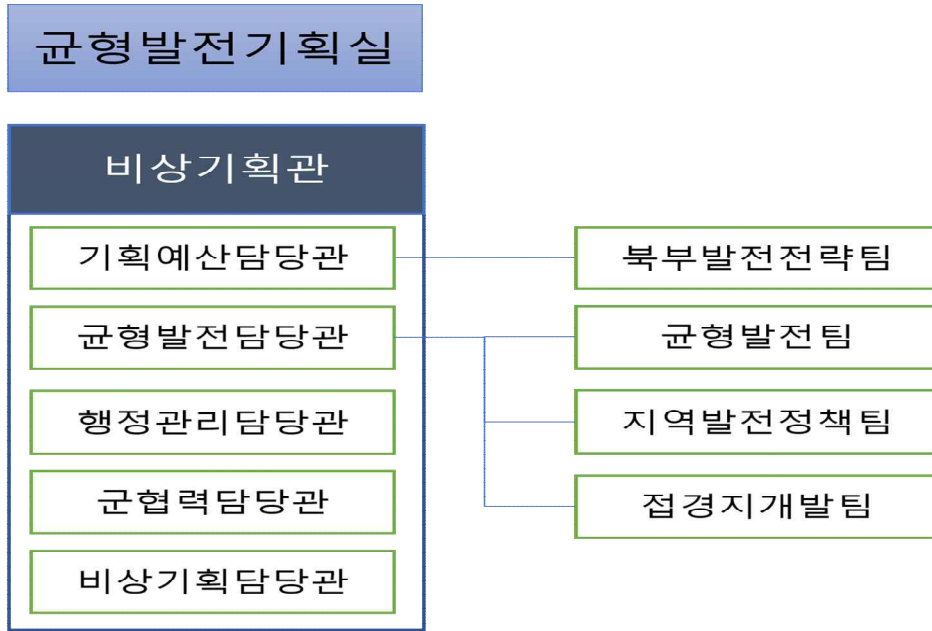 균형발전기획실
비상기획관
기획예산담당관
북부발전전략팀
균형발전담당관
균형발전팀
행정관리담당관
지역발전정책팀
군협력담당관
접경지개발팀
비상기획담당관